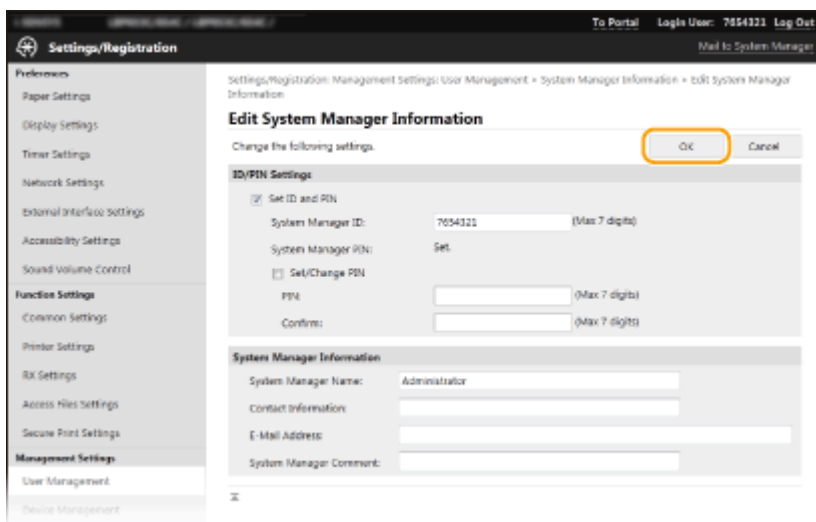 To Portal Login User: 7654321 Log Out
Settings/Registration
Mail to System Manager
Preferences
Paper Settings
Display Settings
Timer Settings
Network Settings
External Interface Settings
Accessibility Settings
Sound Volume Control
Function Settings
Common Settings
Printer Settings
RX Settings
Access Files Settings
Secure Print Settings
Management Settings
User Management
Device Management
Settings/Registration: Management Settings: User Management > System Manager Information > Edit System Manager
Information
Edit System Manager Information
Change the following settings.
OK Cancel
ID/PIN Settings
Set ID and PIN
System Manager ID: 7654321 (Max 7 digits)
System Manager PIN: Set.
Set/Change PIN
PIN: (Max 7 digits)
Confirm: (Max 7 digits)
System Manager Information
System Manager Name: Administrator
Contact Information:
E-Mail Address:
System Manager Comment: